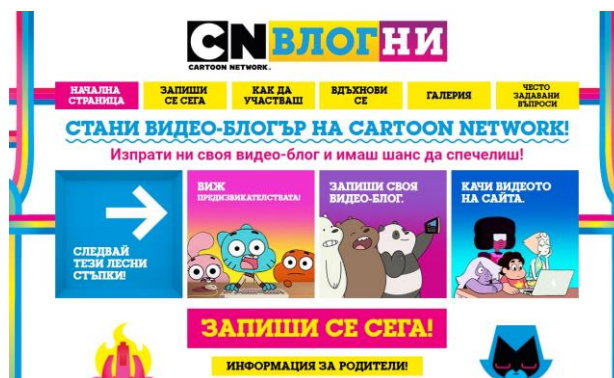 CN ВЛОГНИ
CARTOON NETWORK.
НАЧАЛНА
СТРАНИЦА
ЗАПИШИ
СЕ СЕГА
КАК ДА
УЧАСТВАШ
ВДЪХНОВИ
СЕ
ГАЛЕРИЯ
ЧЕСТО
ЗАДАВАНИ
ВЪПРОСИ
СТАНИ ВИДЕО-БЛОГЪР НА CARTOON NETWORK!
Изпрати ни своя видео-блог и имаш шанс да спечелиш!
СЛЕДВАЙ
ТЕЗИ ЛЕСНИ
СТЪПКИ!
ВИЖ
ПРЕДИЗВИКАТЕЛСТВАТА!
ЗАПИШИ СВОЯ
ВИДЕО-БЛОГ.
КАЧИ ВИДЕОТО
НА САЙТА.
ЗАПИШИ СЕ СЕГА!
ИНФОРМАЦИЯ ЗА РОДИТЕЛИ!